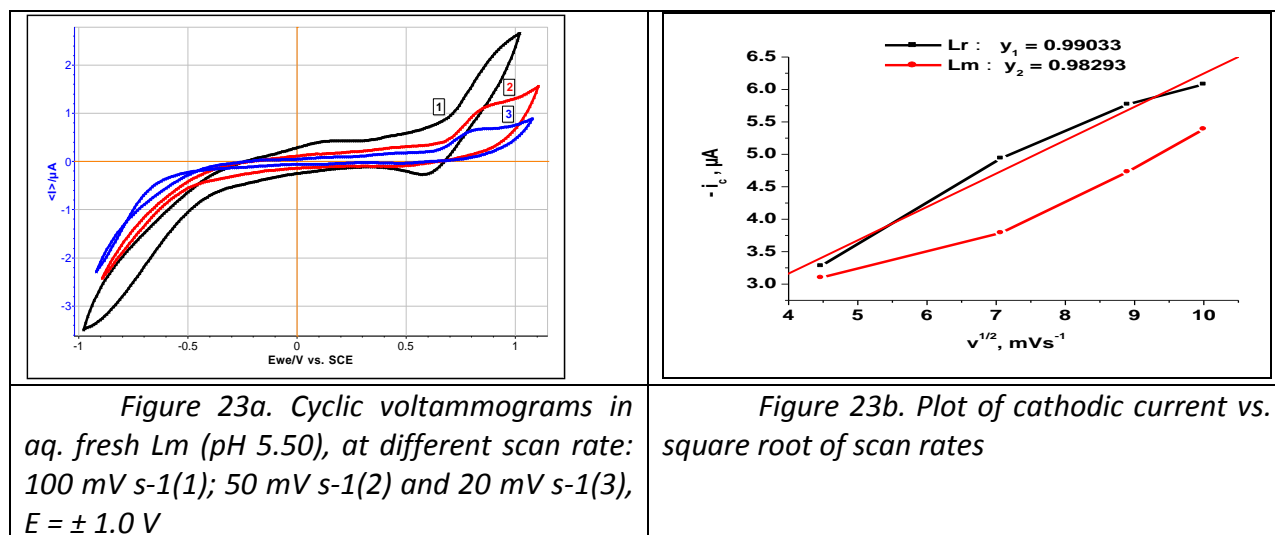 2
1
0
-1
-2
-3
<I>/µA
1
2
3
-1
-0.5
0
0.5
1
Ewe/V vs. SCE
Lr : y1 = 0.99033
Lm : y2 = 0.98293
6.5
6.0
5.5
5.0
4.5
4.0
3.5
3.0
- ic, µA
4 5 6 7 8 9 10
v1/2, mVs-1
Figure 23a. Cyclic voltammograms in
aq. fresh Lm (pH 5.50), at different scan rate:
100 mV s-1(1); 50 mV s-1(2) and 20 mV s-1(3),
E = ± 1.0 V
Figure 23b. Plot of cathodic current vs.
square root of scan rates